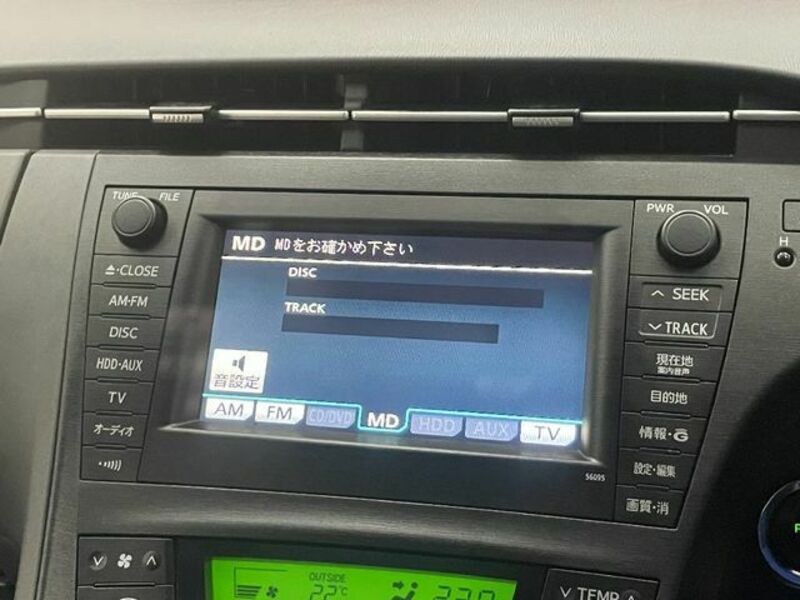 TUNE FILE
▲·CLOSE
AM·FM
DISC
HDD·AUX
TV
オーディオ
MD MDをお確かめ下さい
DISC
TRACK
音設定
AM FM CD/DVD MD HDD AUX TV
56095
PWR VOL
SEEK
TRACK
現在地
案内音声
目的地
情報·G
設定·編集
画質·消
H
OUTSIDE
22℃
TEMP